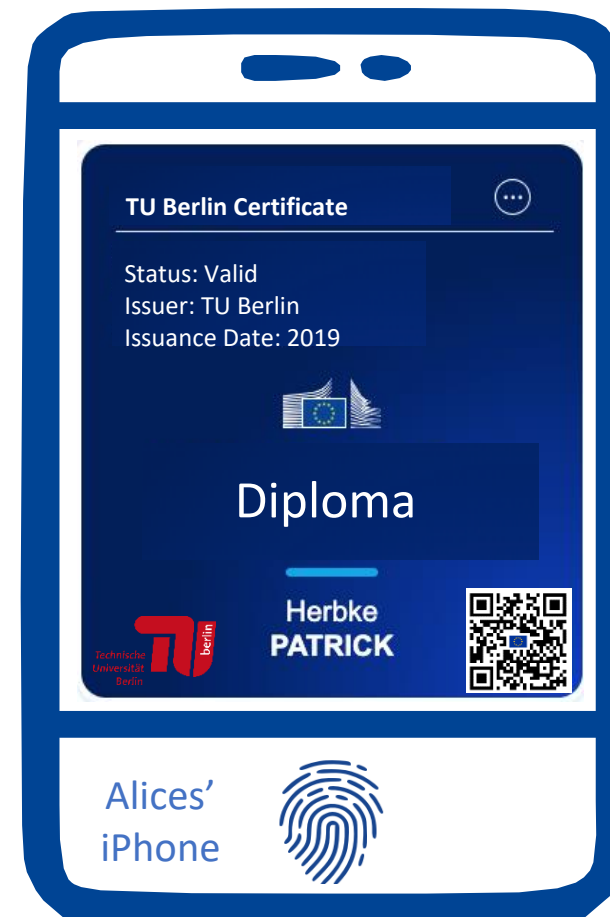 TU Berlin Certificate
Status: Valid
Issuer: TU Berlin
Issuance Date: 2019
Diploma
Herbke
PATRICK
berlin
Technische
Universität
Berlin
Alices’
iPhone